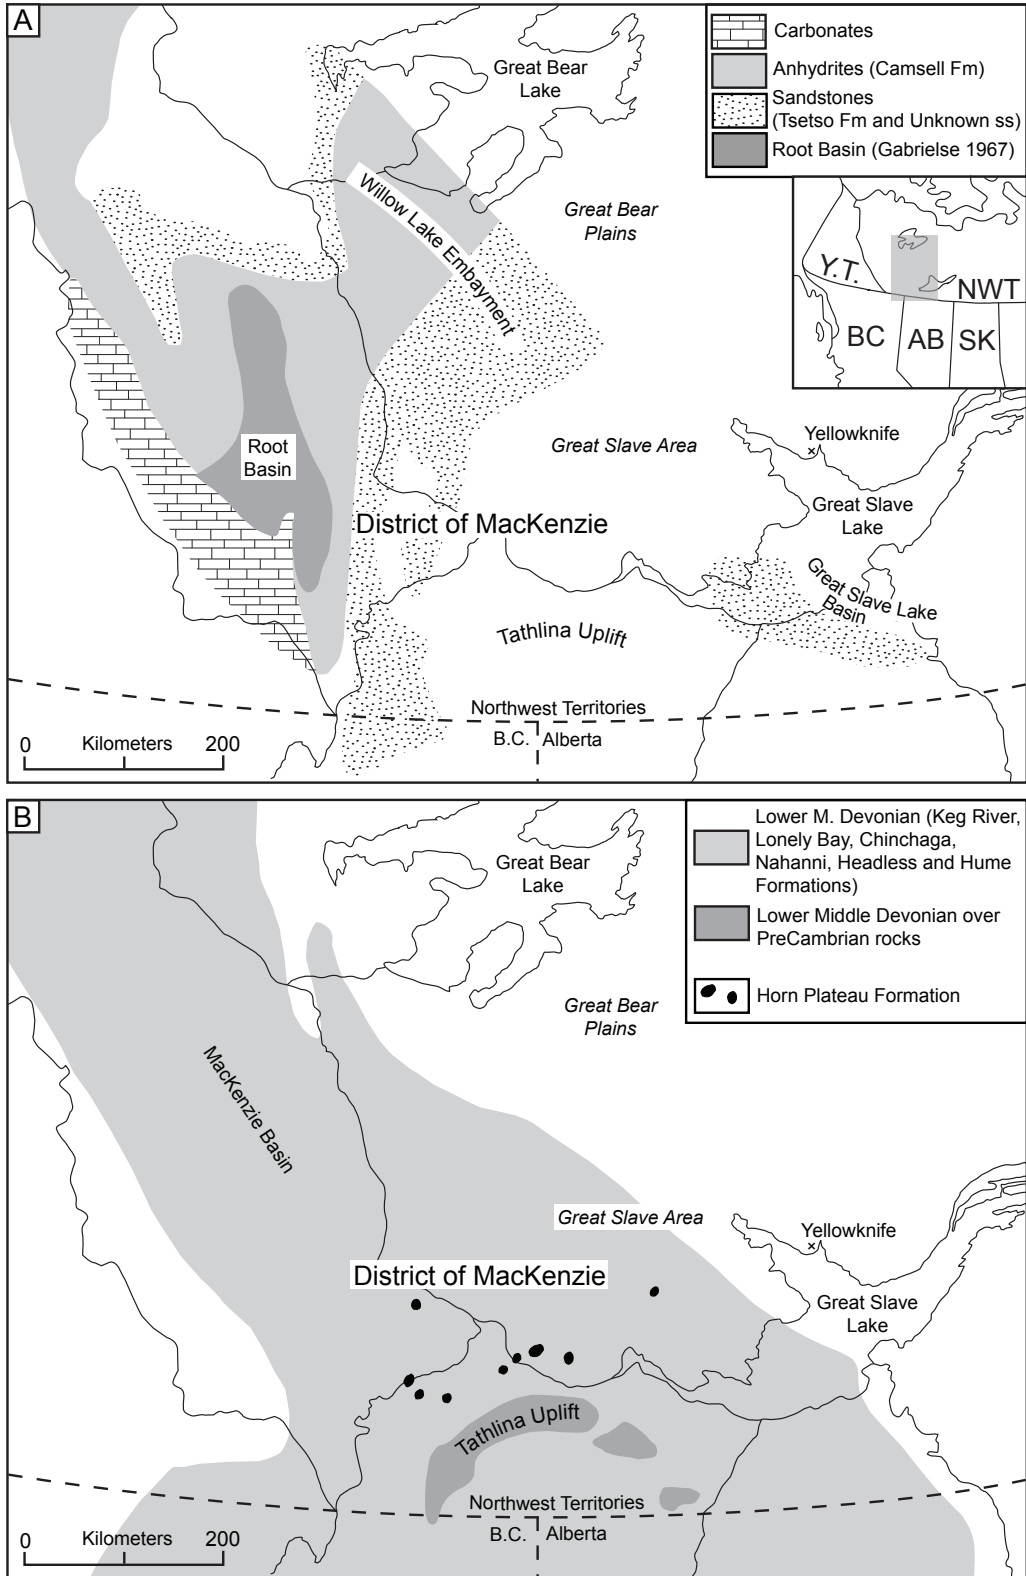 A
Carbonates
Anhydrites (Camsell Fm)
Sandstones
(Tsetso Fm and Unknown ss)
Root Basin (Gabrielse 1967)
Great Bear
Lake
Willow Lake Embayment
Great Bear
Plains
Y.T.
NWT
BC
AB
SK
Root
Basin
Great Slave Area
Yellowknife
x
Great Slave
Lake
District of MacKenzie
Great Slave Lake
Basin
Tathlina Uplift
Northwest Territories
B.C.
Alberta
0 Kilometers 200
B
Lower M. Devonian (Keg River,
Lonely Bay, Chinchaga,
Nahanni, Headless and Hume
Formations)
Lower Middle Devonian over
PreCambrian rocks
Horn Plateau Formation
Great Bear
Lake
Great Bear
Plains
MacKenzie Basin
Great Slave Area
Yellowknife
x
Great Slave
Lake
District of MacKenzie
Tathlina Uplift
Northwest Territories
B.C.
Alberta
0 Kilometers 200